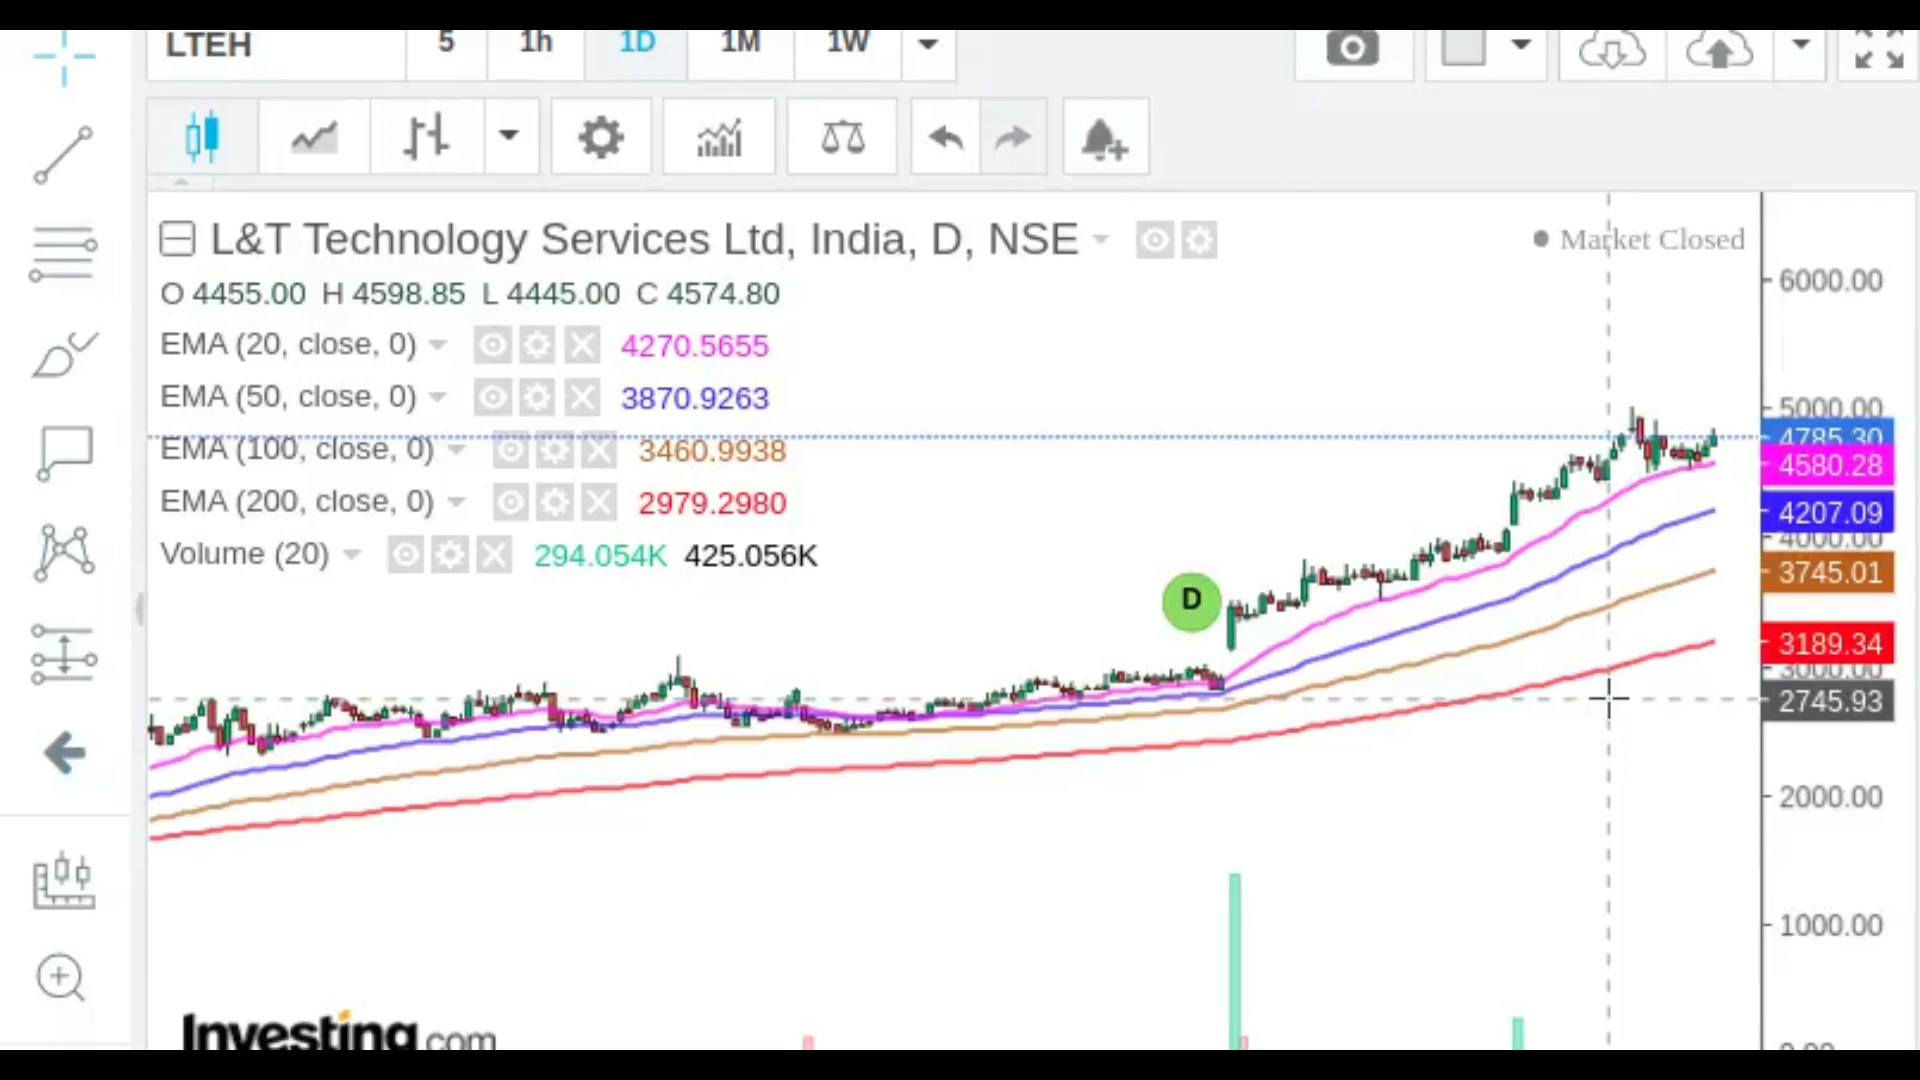 LTEH 5 1h 1D 1M 1W
L&T Technology Services Ltd, India, D, NSE
Market Closed
O 4455.00 H 4598.85 L 4445.00 C 4574.80
EMA (20, close, 0) 4270.5655
EMA (50, close, 0) 3870.9263
EMA (100, close, 0) 3460.9938
EMA (200, close, 0) 2979.2980
Volume (20) 294.054K 425.056K
D
6000.00
5000.00
4785.30
4580.28
4207.09
4000.00
3745.01
3189.34
3000.00
2745.93
2000.00
1000.00
0.00
Investing.com